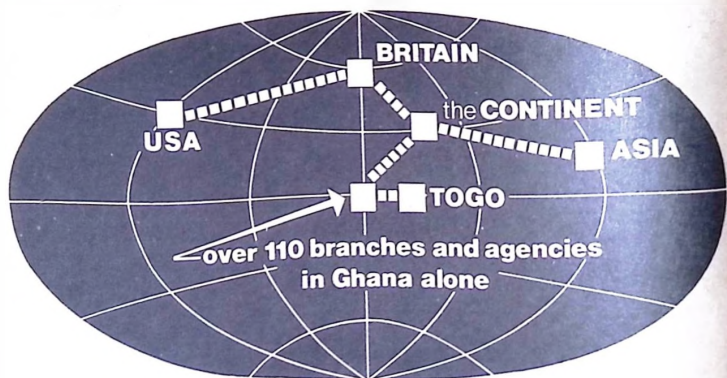 BRITAIN
the CONTINENT
USA
ASIA
TOGO
over 110 branches and agencies
in Ghana alone